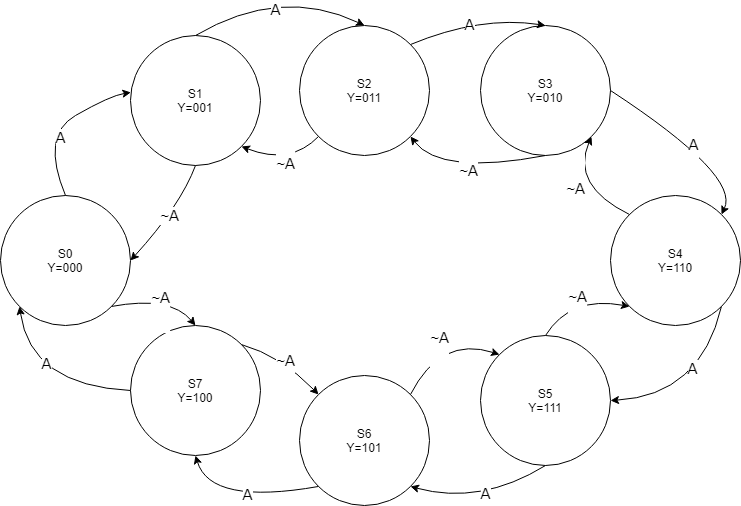 A
A
S1
Y=001
S2
Y=011
S3
Y=010
A
A
~A
~A
~A
~A
S0
Y=000
S4
Y=110
~A
~A
~A
~A
A
A
S7
Y=100
S5
Y=111
S6
Y=101
A
A